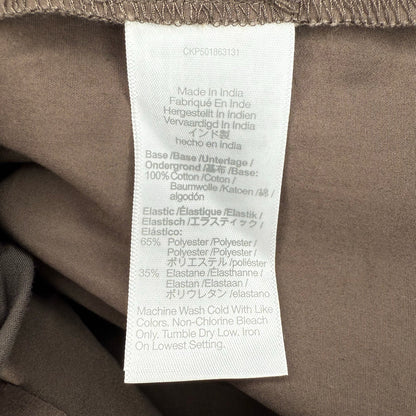 CKP501863131
Made In India
Fabriqué En Inde
Hergestellt In Indien
Vervaardigd In India
インド製
hecho en india
Base /Base /Unterlage /
Ondergrond /基布 /Base
100%Cotton /Coton /
Baumwolle /Katoen /綿 /
algodón
Elastic /Élastique /Elastik /
Elastisch /エラスティック /
Elástico:
65% Polyester /Polyester /
Polyester /Polyester /
ポリエステル /poliéster
35% Elastane /Élasthanne /
Elastan /Elastaan /
ポリウレタン /elastano
Machine Wash Cold With Like
Colors. Non-Chlorine Bleach
Only. Tumble Dry Low. Iron
On Lowest Setting.